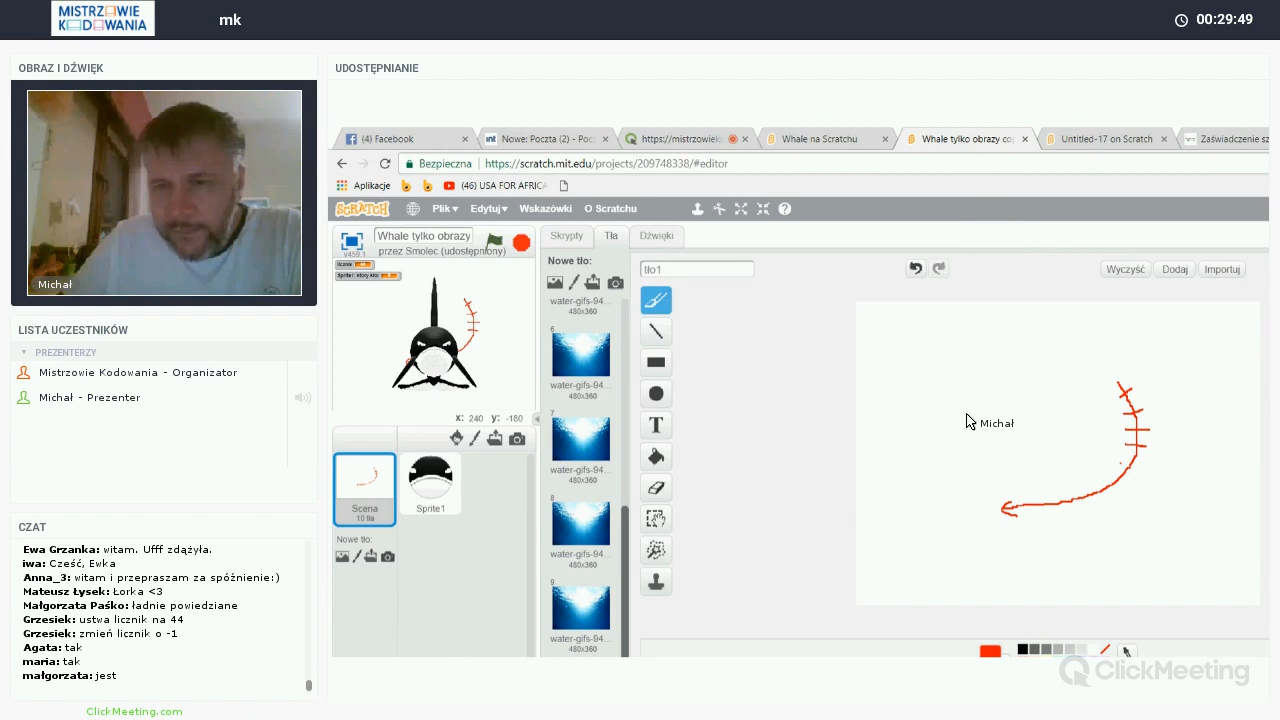 MISTRZOWIE
KODOWANIA
mk
00:29:49
OBRAZ I DŹWIĘK
Michał
LISTA UCZESTNIKÓW
PREZENTERZY
Mistrzowie Kodowania - Organizator
Michał - Prezenter
CZAT
Ewa Grzanka: witam. Ufff zdążyła.
iwa: Cześć, Ewka
Anna_3: witam i przepraszam za spóźnienie:)
Mateusz Łysek: Łorka <3
Małgorzata Paśko: ładnie powiedziane
Grzesiek: ustwa licznik na 44
Grzesiek: zmień licznik o -1
Agata: tak
maria: tak
małgorzata: jest
ClickMeeting.com
UDOSTĘPNIANIE
(4) Facebook
Nowe: Poczta (2) - Poc
https://mistrzowiek
Whale na Scratchu
Whale tylko obrazy co
Untitled-17 on Scratch
Zaświadczenie sz
Bezpieczna
https://scratch.mit.edu/projects/209748338/#editor
Aplikacje
(46) USA FOR AFRICA
SCRATCH
Plik
Edytuj
Wskazówki
O Scratchu
Whale tylko obrazy
przez Smolec (udostępniony)
v459.1
licznik
x: 240 y: -180
Scena
10 tła
Sprite1
Nowe tło:
Skrypty
Tła
Dźwięki
Nowe tło:
water-gifs-94...
480x360
6
water-gifs-94...
480x360
7
water-gifs-94...
480x360
8
water-gifs-94...
480x360
9
water-gifs-94...
480x360
tło1
Wyczyść
Dodaj
Importuj
T
Michał
ClickMeeting